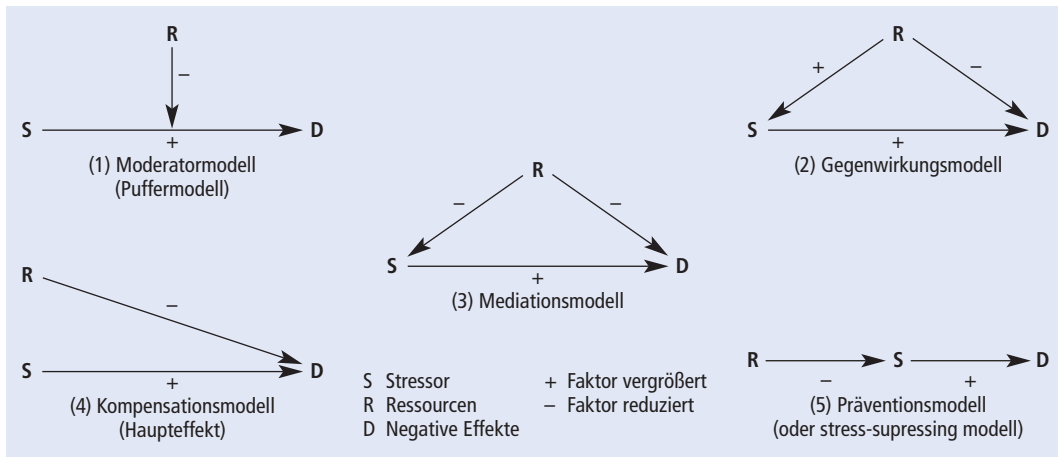 R
–
S
D
+
(1) Moderatormodell
(Puffermodell)
R
+
–
S
D
+
(2) Gegenwirkungsmodell
R
–
–
S
D
+
(3) Mediationsmodell
R
–
S
D
+
(4) Kompensationsmodell
(Haupteffekt)
S Stressor
R Ressourcen
D Negative Effekte
+ Faktor vergrößert
– Faktor reduziert
R
S
D
–
+
(5) Präventionsmodell
(oder stress-supressing modell)